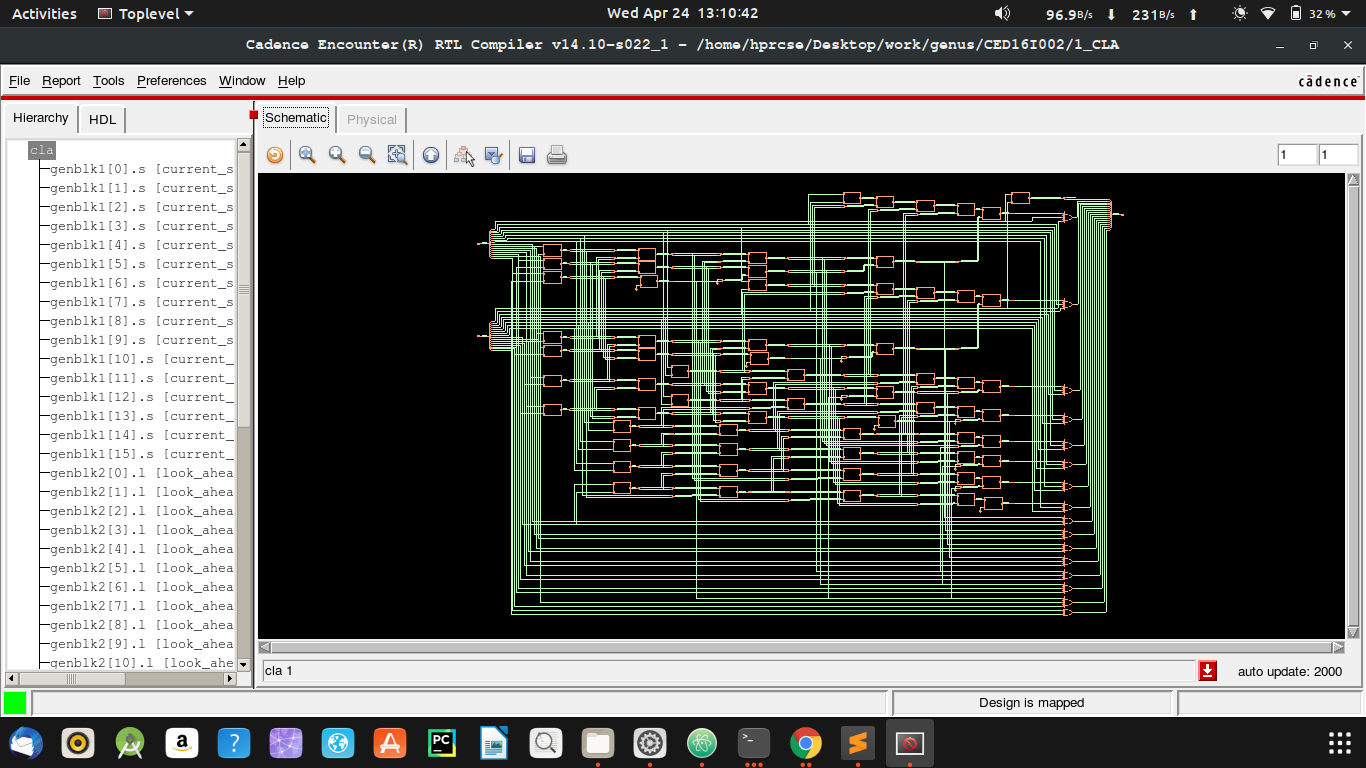 Activities Toplevel Wed Apr 24 13:10:42 96.9B/s 231B/s 32 %
Cadence Encounter(R) RTL Compiler v14.10-s022_1 - /home/hprcse/Desktop/work/genus/CED16I002/1_CLA
File Report Tools Preferences Window Help cādence
Hierarchy HDL Schematic Physical
1 1
cla
genblk1[0].s [current_s
genblk1[1].s [current_s
genblk1[2].s [current_s
genblk1[3].s [current_s
genblk1[4].s [current_s
genblk1[5].s [current_s
genblk1[6].s [current_s
genblk1[7].s [current_s
genblk1[8].s [current_s
genblk1[9].s [current_s
genblk1[10].s [current_
genblk1[11].s [current_
genblk1[12].s [current_
genblk1[13].s [current_
genblk1[14].s [current_
genblk1[15].s [current_
genblk2[0].l [look_ahea
genblk2[1].l [look_ahea
genblk2[2].l [look_ahea
genblk2[3].l [look_ahea
genblk2[4].l [look_ahea
genblk2[5].l [look_ahea
genblk2[6].l [look_ahea
genblk2[7].l [look_ahea
genblk2[8].l [look_ahea
genblk2[9].l [look_ahea
genblk2[10].l [look_ahe
cla 1 auto update: 2000
Design is mapped
a ? A PC >_